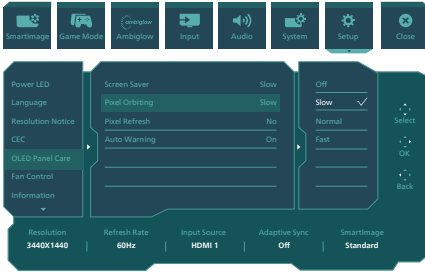 ambiglow
SmartImage Game Mode Ambiglow Input Audio System Setup Close
Power LED Screen Saver Slow Off
Language Pixel Orbiting Slow Slow
Resolution Notice Pixel Refresh No Normal Select
CEC Auto Warning On Fast
OLED Panel Care OK
Fan Control
Information Back
Resolution Refresh Rate Input Source Adaptive Sync SmartImage
3440X1440 60Hz HDMI 1 Off Standard